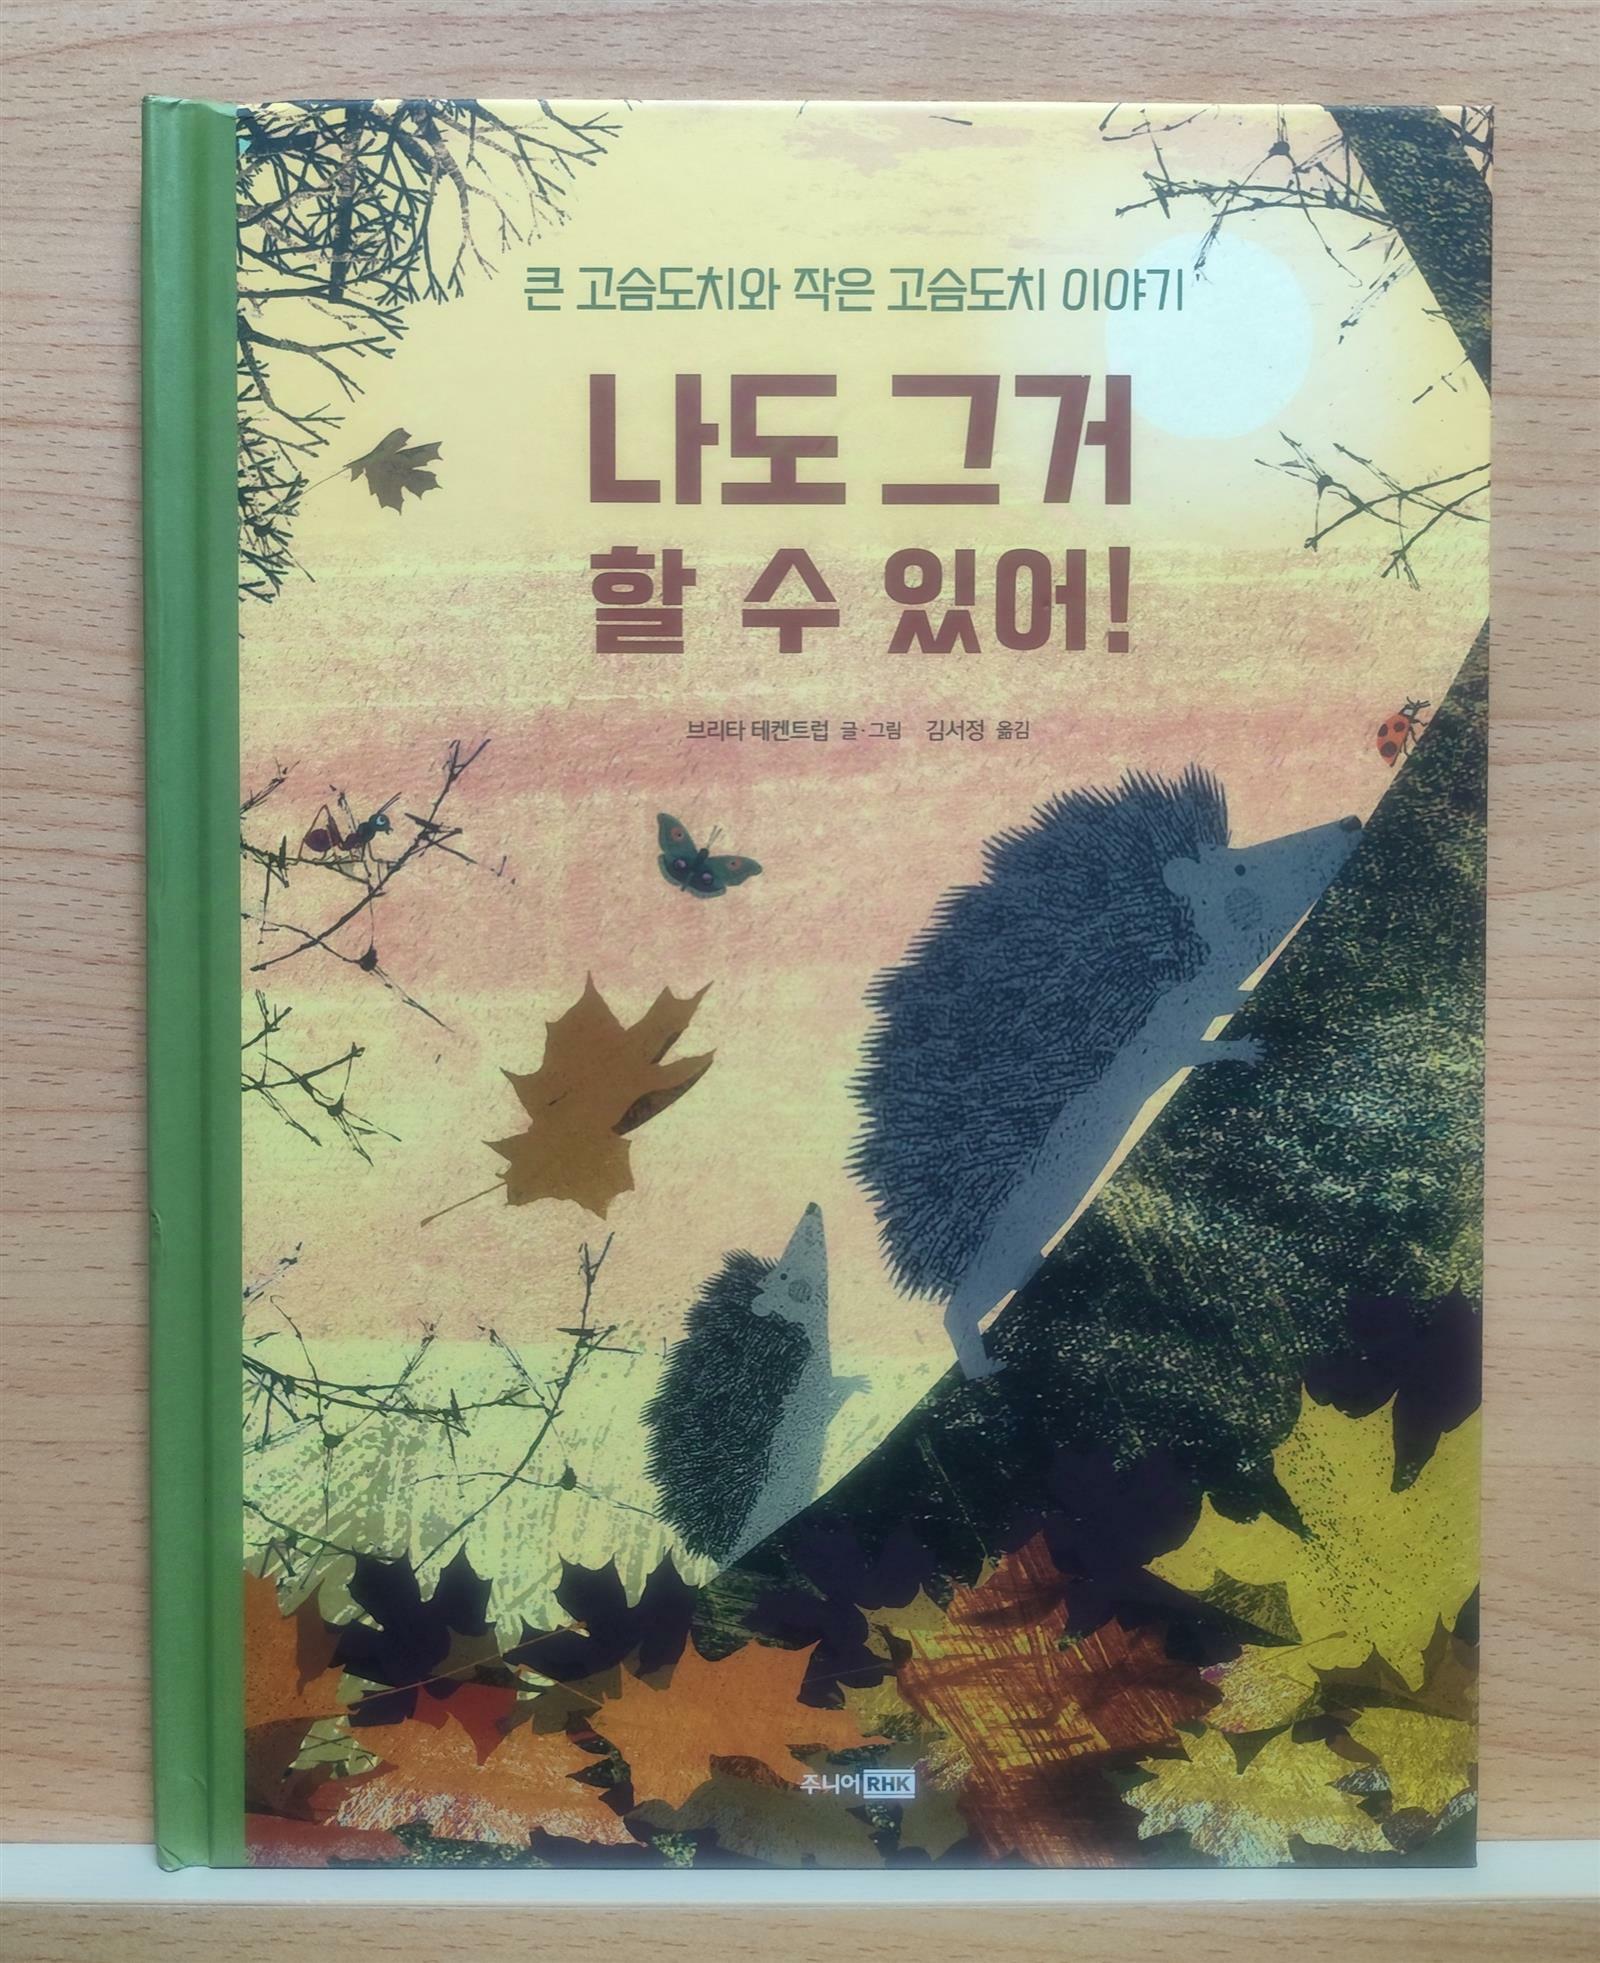 큰 고슴도치와 작은 고슴도치 이야기
나도 그거
할 수 있어!
브리타 테켄트럽 글·그림 김서정 옮김
주니어RHK